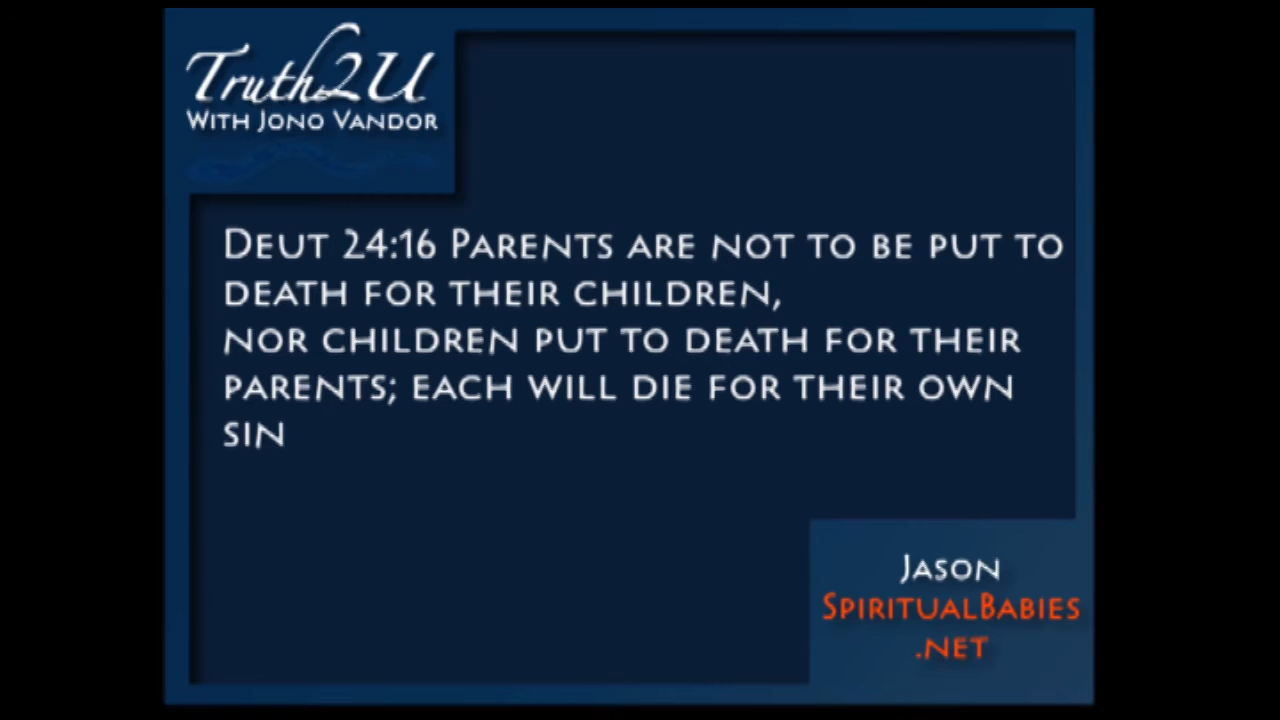 Truth2U
With Jono Vandor
Deut 24:16 Parents are not to be put to
death for their children,
nor children put to death for their
parents; each will die for their own
sin
Jason
SpiritualBabies
.net